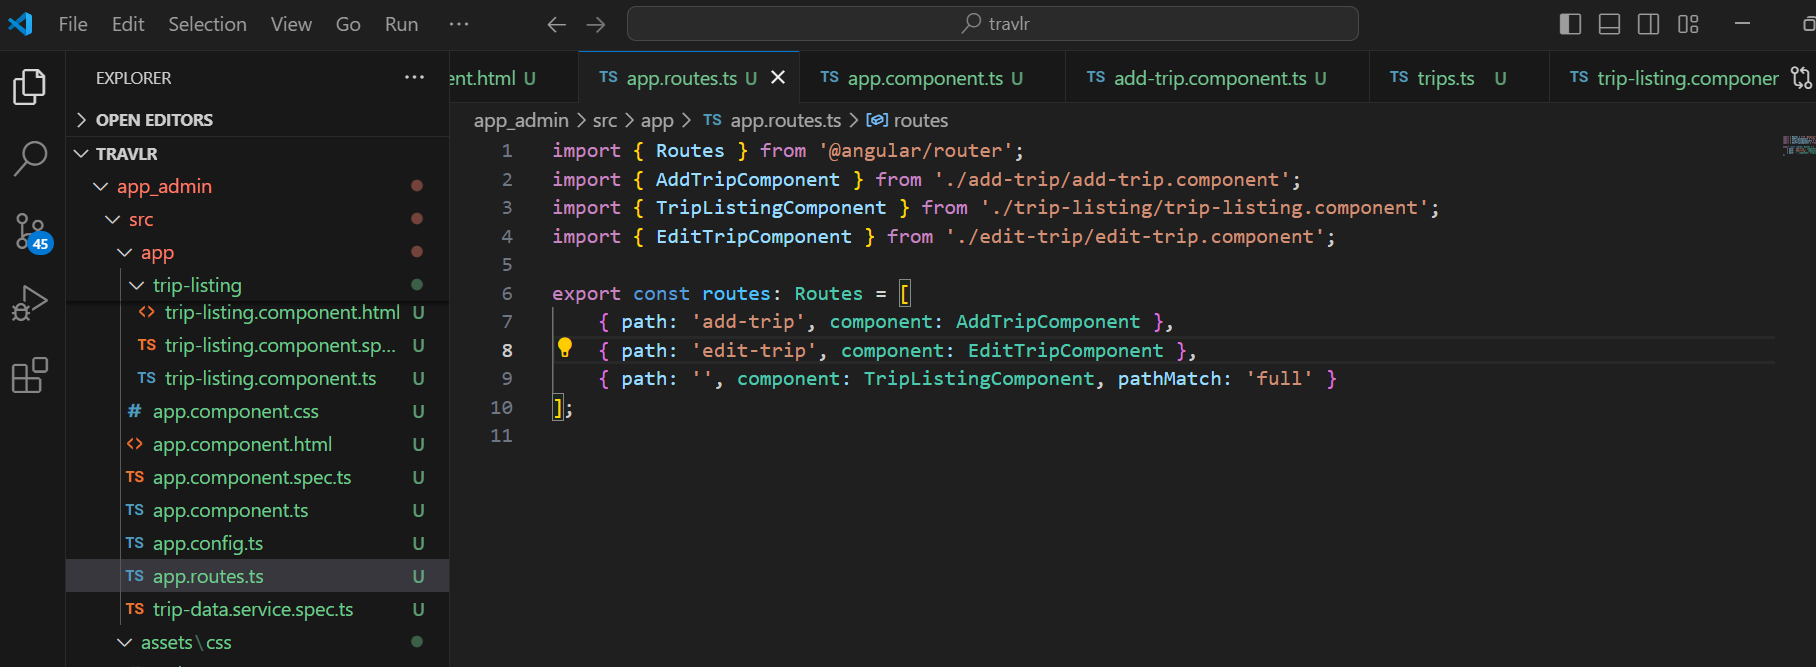 File Edit Selection View Go Run ··· travlr
EXPLORER ···
OPEN EDITORS
TRAVLR
app_admin
src
app
trip-listing
<> trip-listing.component.html U
TS trip-listing.component.sp... U
TS trip-listing.component.ts U
# app.component.css U
<> app.component.html U
TS app.component.spec.ts U
TS app.component.ts U
TS app.config.ts U
TS app.routes.ts U
TS trip-data.service.spec.ts U
assets\css
45
ent.html U TS app.routes.ts U TS app.component.ts U TS add-trip.component.ts U TS trips.ts U TS trip-listing.componer
app_admin > src > app > TS app.routes.ts > routes
1 import { Routes } from '@angular/router';
2 import { AddTripComponent } from './add-trip/add-trip.component';
3 import { TripListingComponent } from './trip-listing/trip-listing.component';
4 import { EditTripComponent } from './edit-trip/edit-trip.component';
5
6 export const routes: Routes = [
7 { path: 'add-trip', component: AddTripComponent },
8 { path: 'edit-trip', component: EditTripComponent },
9 { path: '', component: TripListingComponent, pathMatch: 'full' }
10 ];
11